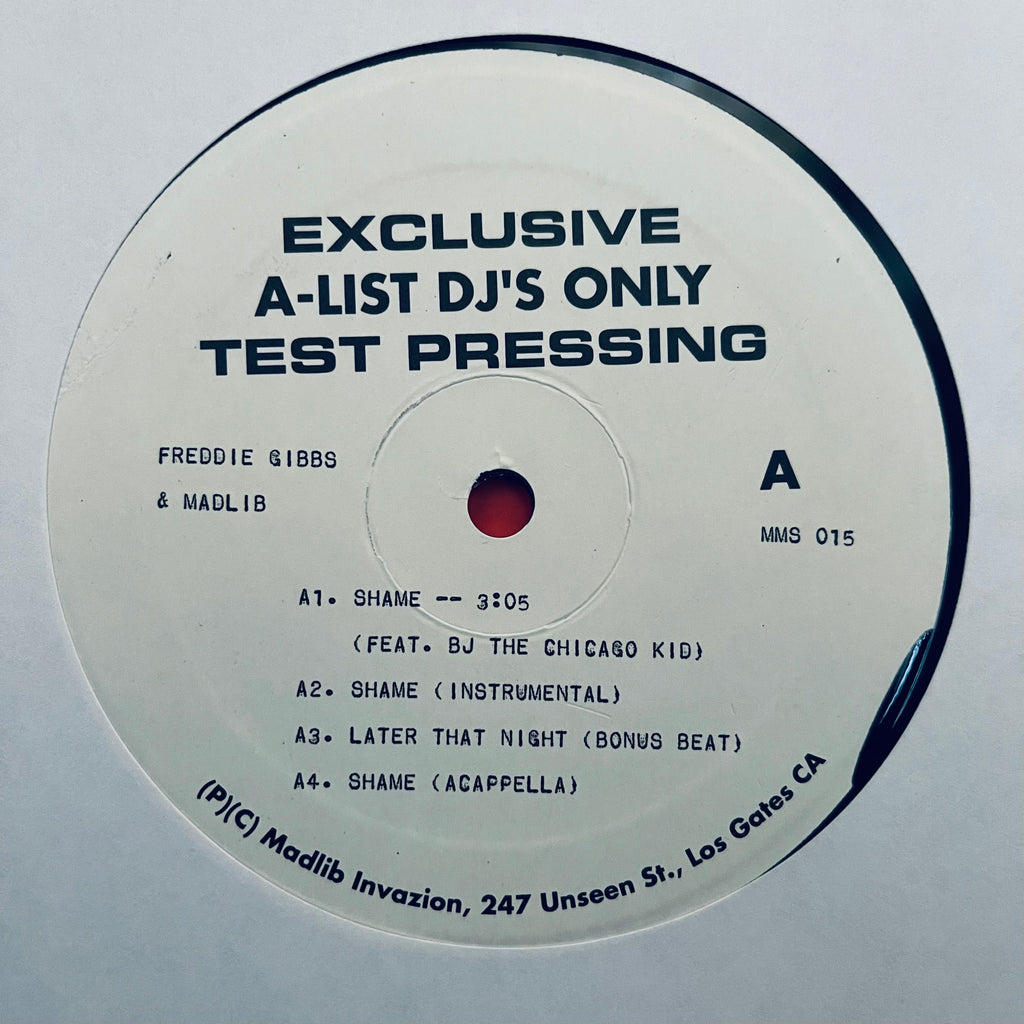 EXCLUSIVE
A-LIST DJ'S ONLY
TEST PRESSING
FREDDIE GIBBS
& MADLIB
A
MMS 015
A1. SHAME -- 3:05
(FEAT. BJ THE CHICAGO KID)
A2. SHAME (INSTRUMENTAL)
A3. LATER THAT NIGHT (BONUS BEAT)
A4. SHAME (ACAPPELLA)
(P)(C) Madlib Invazion, 247 Unseen St., Los Gates CA